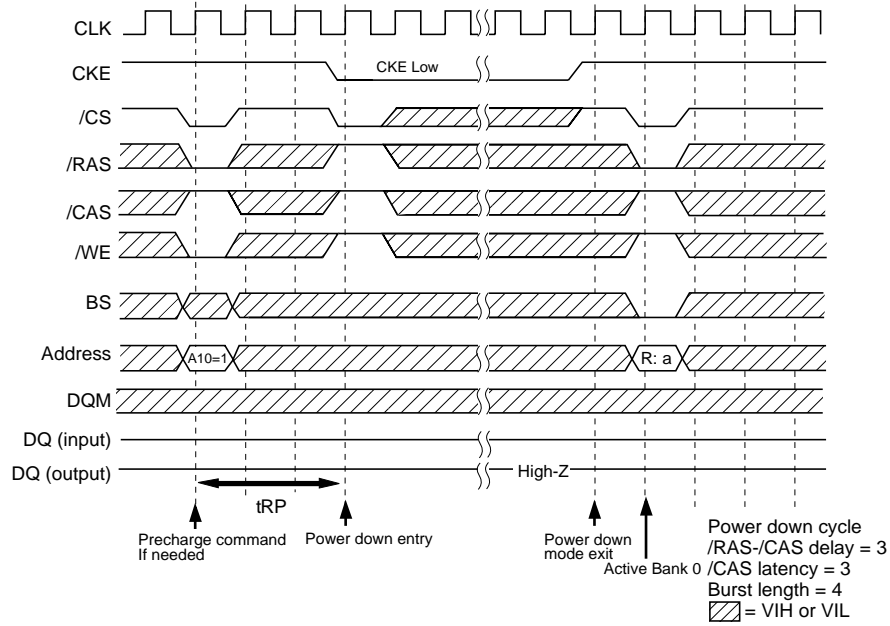 CLK
CKE
CKE Low
/CS
/RAS
/CAS
/WE
BS
Address
A10=1
R: a
DQM
DQ (input)
DQ (output)
High-Z
tRP
Precharge command
If needed
Power down entry
Power down
mode exit
Active Bank 0
Power down cycle
/RAS-/CAS delay = 3
/CAS latency = 3
Burst length = 4
= VIH or VIL